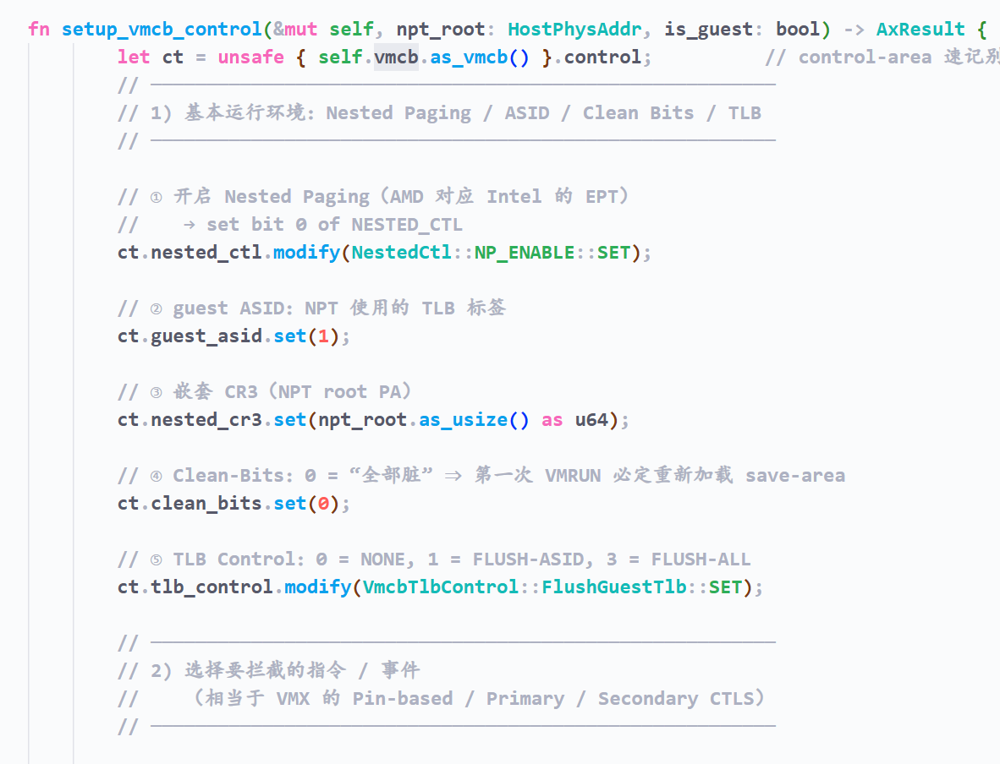 fn setup_vmcb_control(&mut self, npt_root: HostPhysAddr, is_guest: bool) -> AxResult {
let ct = unsafe { self.vmcb.as_vmcb() }.control; // control-area 速记别
// ────────────────────────────────────────────────────────
// 1) 基本运行环境: Nested Paging / ASID / Clean Bits / TLB
// ────────────────────────────────────────────────────────
// ① 开启 Nested Paging（AMD 对应 Intel 的 EPT）
// → set bit 0 of NESTED_CTL
ct.nested_ctl.modify(NestedCtl::NP_ENABLE::SET);
// ② guest ASID: NPT 使用的 TLB 标签
ct.guest_asid.set(1);
// ③ 嵌套 CR3（NPT root PA）
ct.nested_cr3.set(npt_root.as_usize() as u64);
// ④ Clean-Bits: 0 = “全部脏” ⇒ 第一次 VMRUN 必定重新加载 save-area
ct.clean_bits.set(0);
// ⑤ TLB Control: 0 = NONE, 1 = FLUSH-ASID, 3 = FLUSH-ALL
ct.tlb_control.modify(VmcbTlbControl::FlushGuestTlb::SET);
// ────────────────────────────────────────────────────────
// 2) 选择要拦截的指令 / 事件
// （相当于 VMX 的 Pin-based / Primary / Secondary CTLS）
// ────────────────────────────────────────────────────────